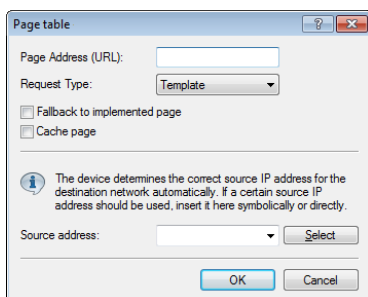 Page table
Page Address (URL):
Request Type: Template
Fallback to implemented page
Cache page
The device determines the correct source IP address for the
destination network automatically. If a certain source IP
address should be used, insert it here symbolically or directly.
Source address: Select
OK Cancel